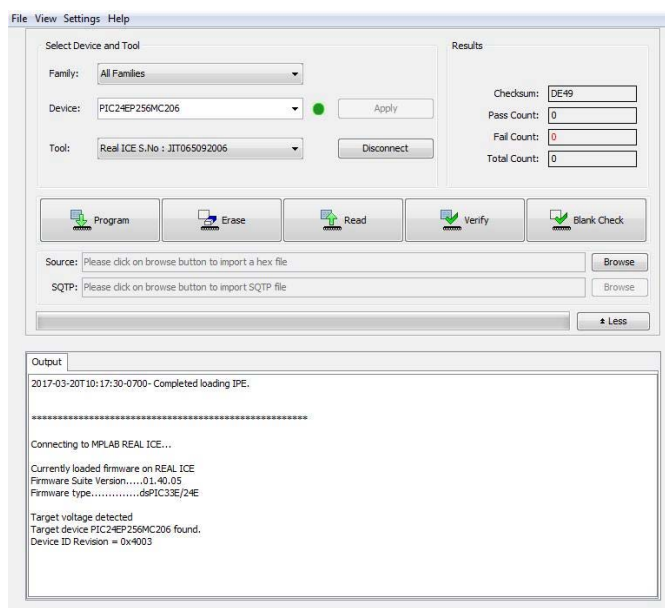 File View Settings Help
Select Device and Tool
Results
Family: All Families
Checksum: DE49
Device: PIC24EP256MC206 Apply
Pass Count: 0
Fail Count: 0
Tool: Real ICE S.No : JIT065092006 Disconnect
Total Count: 0
Program Erase Read Verify Blank Check
Source: Please click on browse button to import a hex file Browse
SQTP: Please click on browse button to import SQTP file Browse
Less
Output
2017-03-20T10:17:30-0700- Completed loading IPE.
*****************************************************
Connecting to MPLAB REAL ICE...
Currently loaded firmware on REAL ICE
Firmware Suite Version.....01.40.05
Firmware type..............dsPIC33E/24E
Target voltage detected
Target device PIC24EP256MC206 found.
Device ID Revision = 0x4003